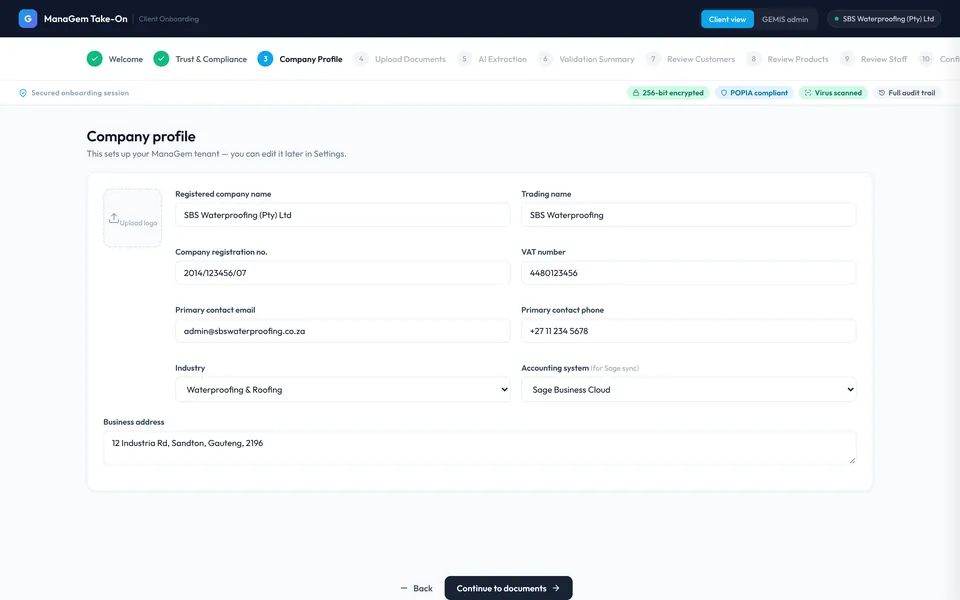 G ManaGem Take-On Client Onboarding Client view GEMIS admin SBS Waterproofing (Pty) Ltd
Welcome Trust & Compliance 3 Company Profile 4 Upload Documents 5 AI Extraction 6 Validation Summary 7 Review Customers 8 Review Products 9 Review Staff 10 Confi
Secured onboarding session 256-bit encrypted POPIA compliant Virus scanned Full audit trail
Company profile
This sets up your ManaGem tenant — you can edit it later in Settings.
Upload logo
Registered company name Trading name
SBS Waterproofing (Pty) Ltd SBS Waterproofing
Company registration no. VAT number
2014/123456/07 4480123456
Primary contact email Primary contact phone
admin@sbswaterproofing.co.za +27 11 234 5678
Industry Accounting system (for Sage sync)
Waterproofing & Roofing Sage Business Cloud
Business address
12 Industria Rd, Sandton, Gauteng, 2196
Back Continue to documents →